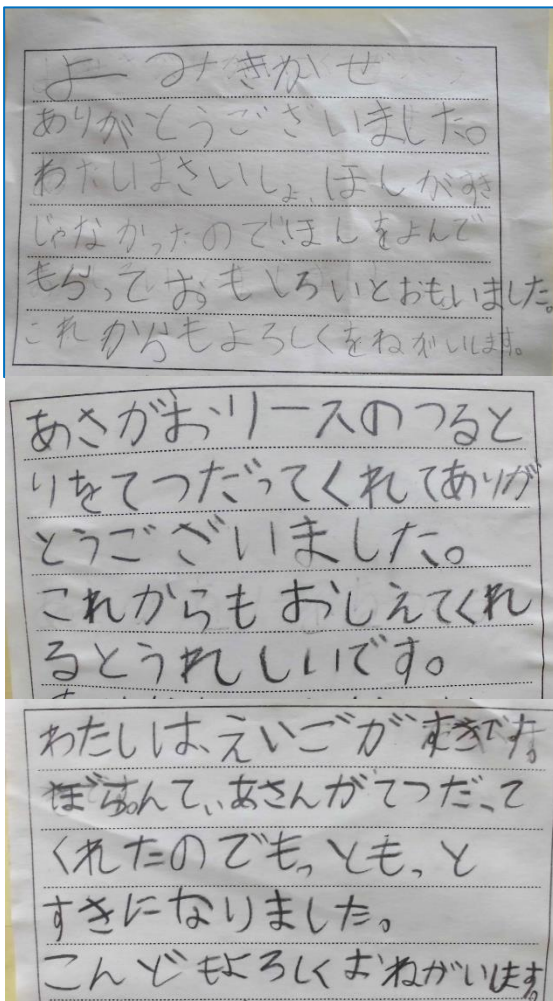 よみきかせ
ありがとうございました。
わたしはさいしょ、ほんがすき
じゃなかったのでほんをよんで
もらっておもしろいとおもいました。
これからもよろしくをねがいします。
あさがおリースのつると
りをてつだってくれてありが
とうございました。
これからもおしえてくれ
るとうれしいです。
わたしは、えいごがすきです。
ぼらんてぃあさんがてつだって
くれたのでもっともっと
すきになりました。
こんどもよろしくおねがいします。